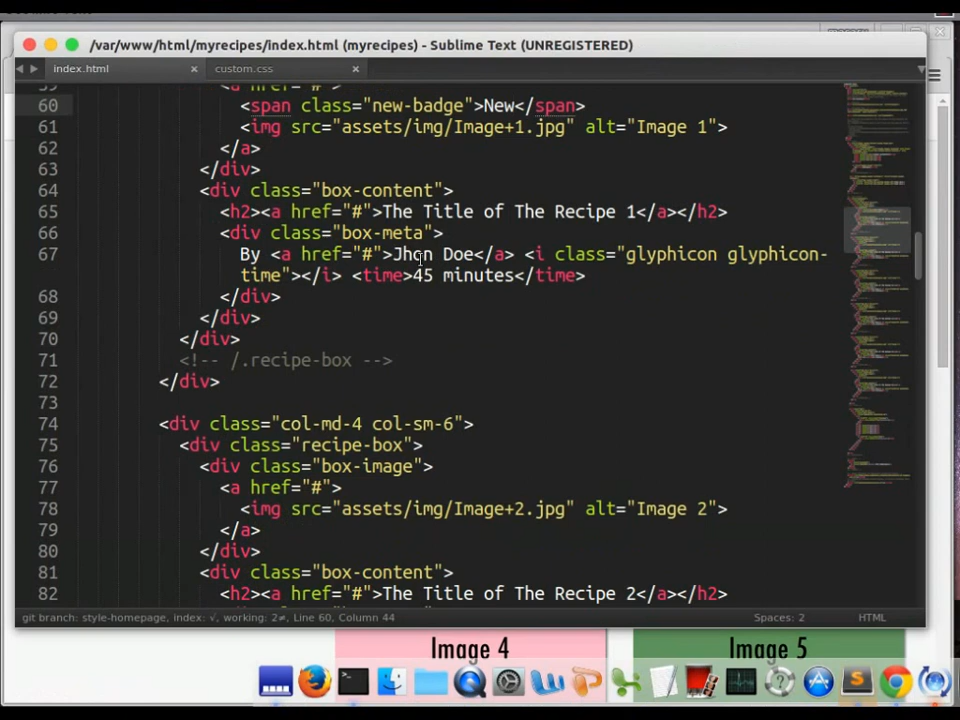 /var/www/html/myrecipes/index.html (myrecipes) - Sublime Text (UNREGISTERED)
index.html × custom.css ×
60 <span class="new-badge">New</span>
61 <img src="assets/img/Image+1.jpg" alt="Image 1">
62 </a>
63 </div>
64 <div class="box-content">
65 <h2><a href="#">The Title of The Recipe 1</a></h2>
66 <div class="box-meta">
67 By <a href="#">Jhon Doe</a> <i class="glyphicon glyphicon-
time"></i> <time>45 minutes</time>
68 </div>
69 </div>
70 </div>
71 <!-- /.recipe-box -->
72 </div>
73
74 <div class="col-md-4 col-sm-6">
75 <div class="recipe-box">
76 <div class="box-image">
77 <a href="#">
78 <img src="assets/img/Image+2.jpg" alt="Image 2">
79 </a>
80 </div>
81 <div class="box-content">
82 <h2><a href="#">The Title of The Recipe 2</a></h2>
git branch: style-homepage, index: √, working: 2≠, Line 60, Column 44 Spaces: 2 HTML
Image 4 Image 5